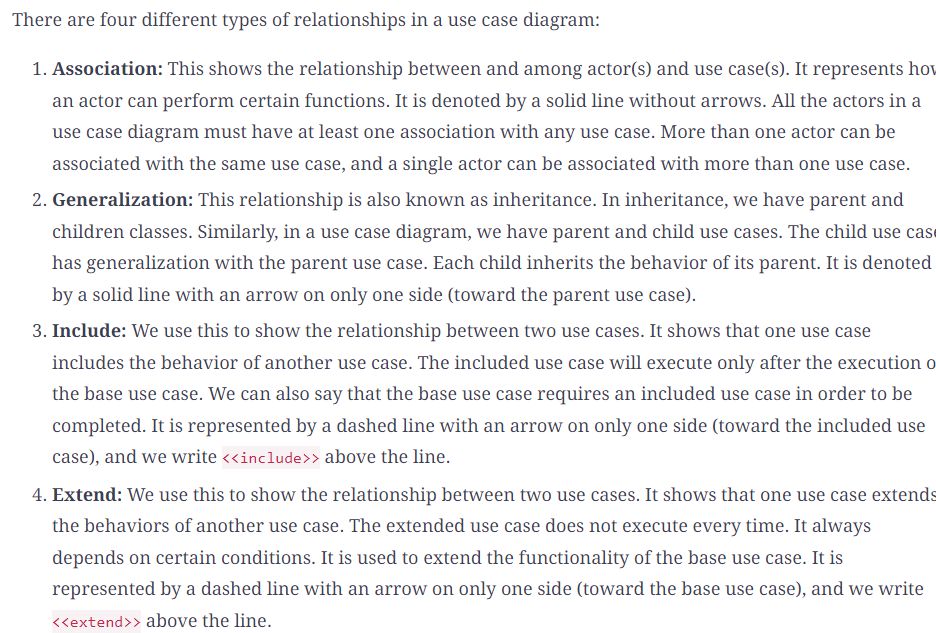 There are four different types of relationships in a use case diagram:
1. Association: This shows the relationship between and among actor(s) and use case(s). It represents how
an actor can perform certain functions. It is denoted by a solid line without arrows. All the actors in a
use case diagram must have at least one association with any use case. More than one actor can be
associated with the same use case, and a single actor can be associated with more than one use case.
2. Generalization: This relationship is also known as inheritance. In inheritance, we have parent and
children classes. Similarly, in a use case diagram, we have parent and child use cases. The child use case
has generalization with the parent use case. Each child inherits the behavior of its parent. It is denoted
by a solid line with an arrow on only one side (toward the parent use case).
3. Include: We use this to show the relationship between two use cases. It shows that one use case
includes the behavior of another use case. The included use case will execute only after the execution o
the base use case. We can also say that the base use case requires an included use case in order to be
completed. It is represented by a dashed line with an arrow on only one side (toward the included use
case), and we write <<include>> above the line.
4. Extend: We use this to show the relationship between two use cases. It shows that one use case extends
the behaviors of another use case. The extended use case does not execute every time. It always
depends on certain conditions. It is used to extend the functionality of the base use case. It is
represented by a dashed line with an arrow on only one side (toward the base use case), and we write
<<extend>> above the line.